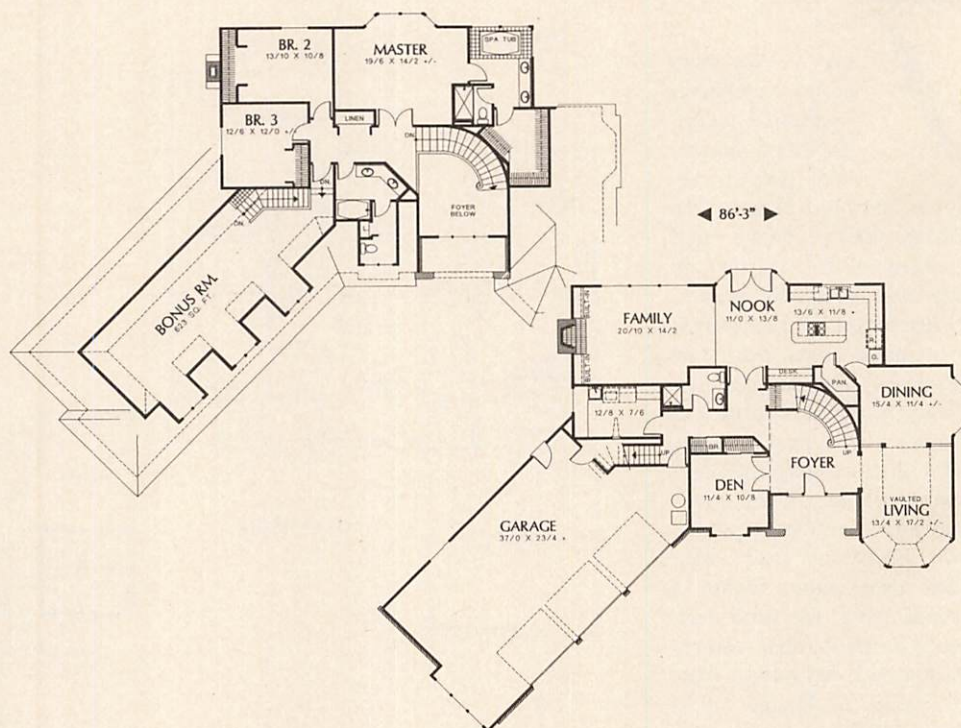 BR. 2
13/10 X 10/8
MASTER
19/6 X 14/2 +/-
SPA TUB
BR. 3
12/6 X 12/0 +/-
LINEN
DN.
DN.
DN.
FOYER
BELOW
BONUS RM.
623 SQ. FT.
◄ 86'-3" ►
FAMILY
20/10 X 14/2
NOOK
11/0 X 13/8
13/6 X 11/8 +
DESK
PAN.
DINING
15/4 X 11/4 +/-
12/8 X 7/6
UP
UP
DEN
11/4 X 10/8
FOYER
VAULTED
LIVING
13/4 X 17/2 +/-
GARAGE
37/0 X 23/4 +